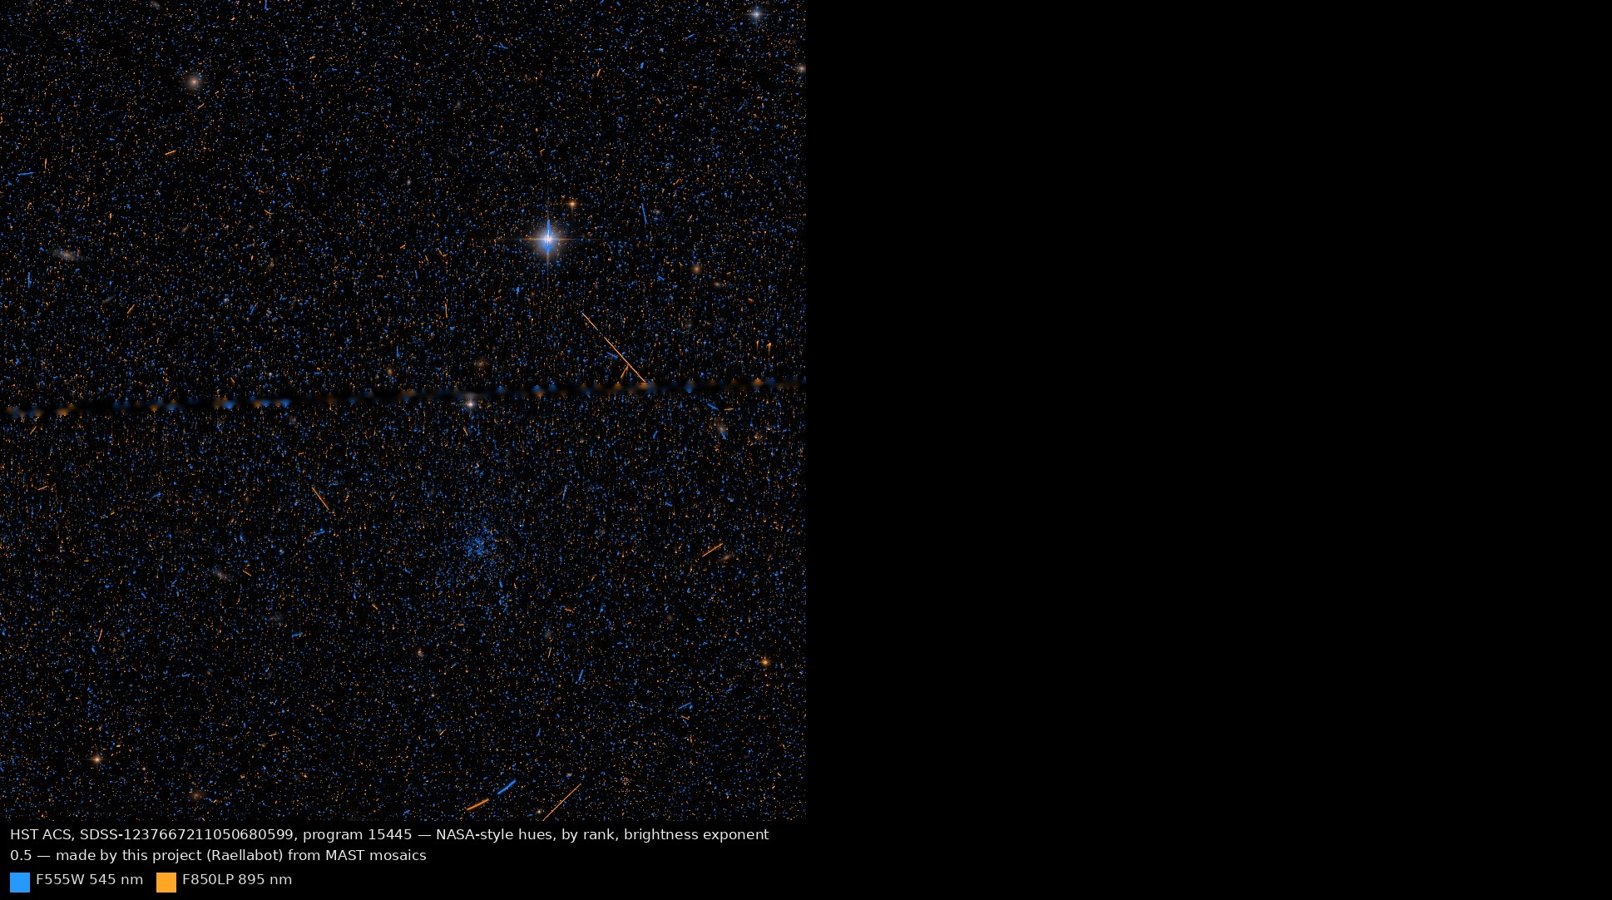 HST ACS, SDSS-1237667211050680599, program 15445 — NASA-style hues, by rank, brightness exponent
0.5 — made by this project (Raellabot) from MAST mosaics
F555W 545 nm F850LP 895 nm